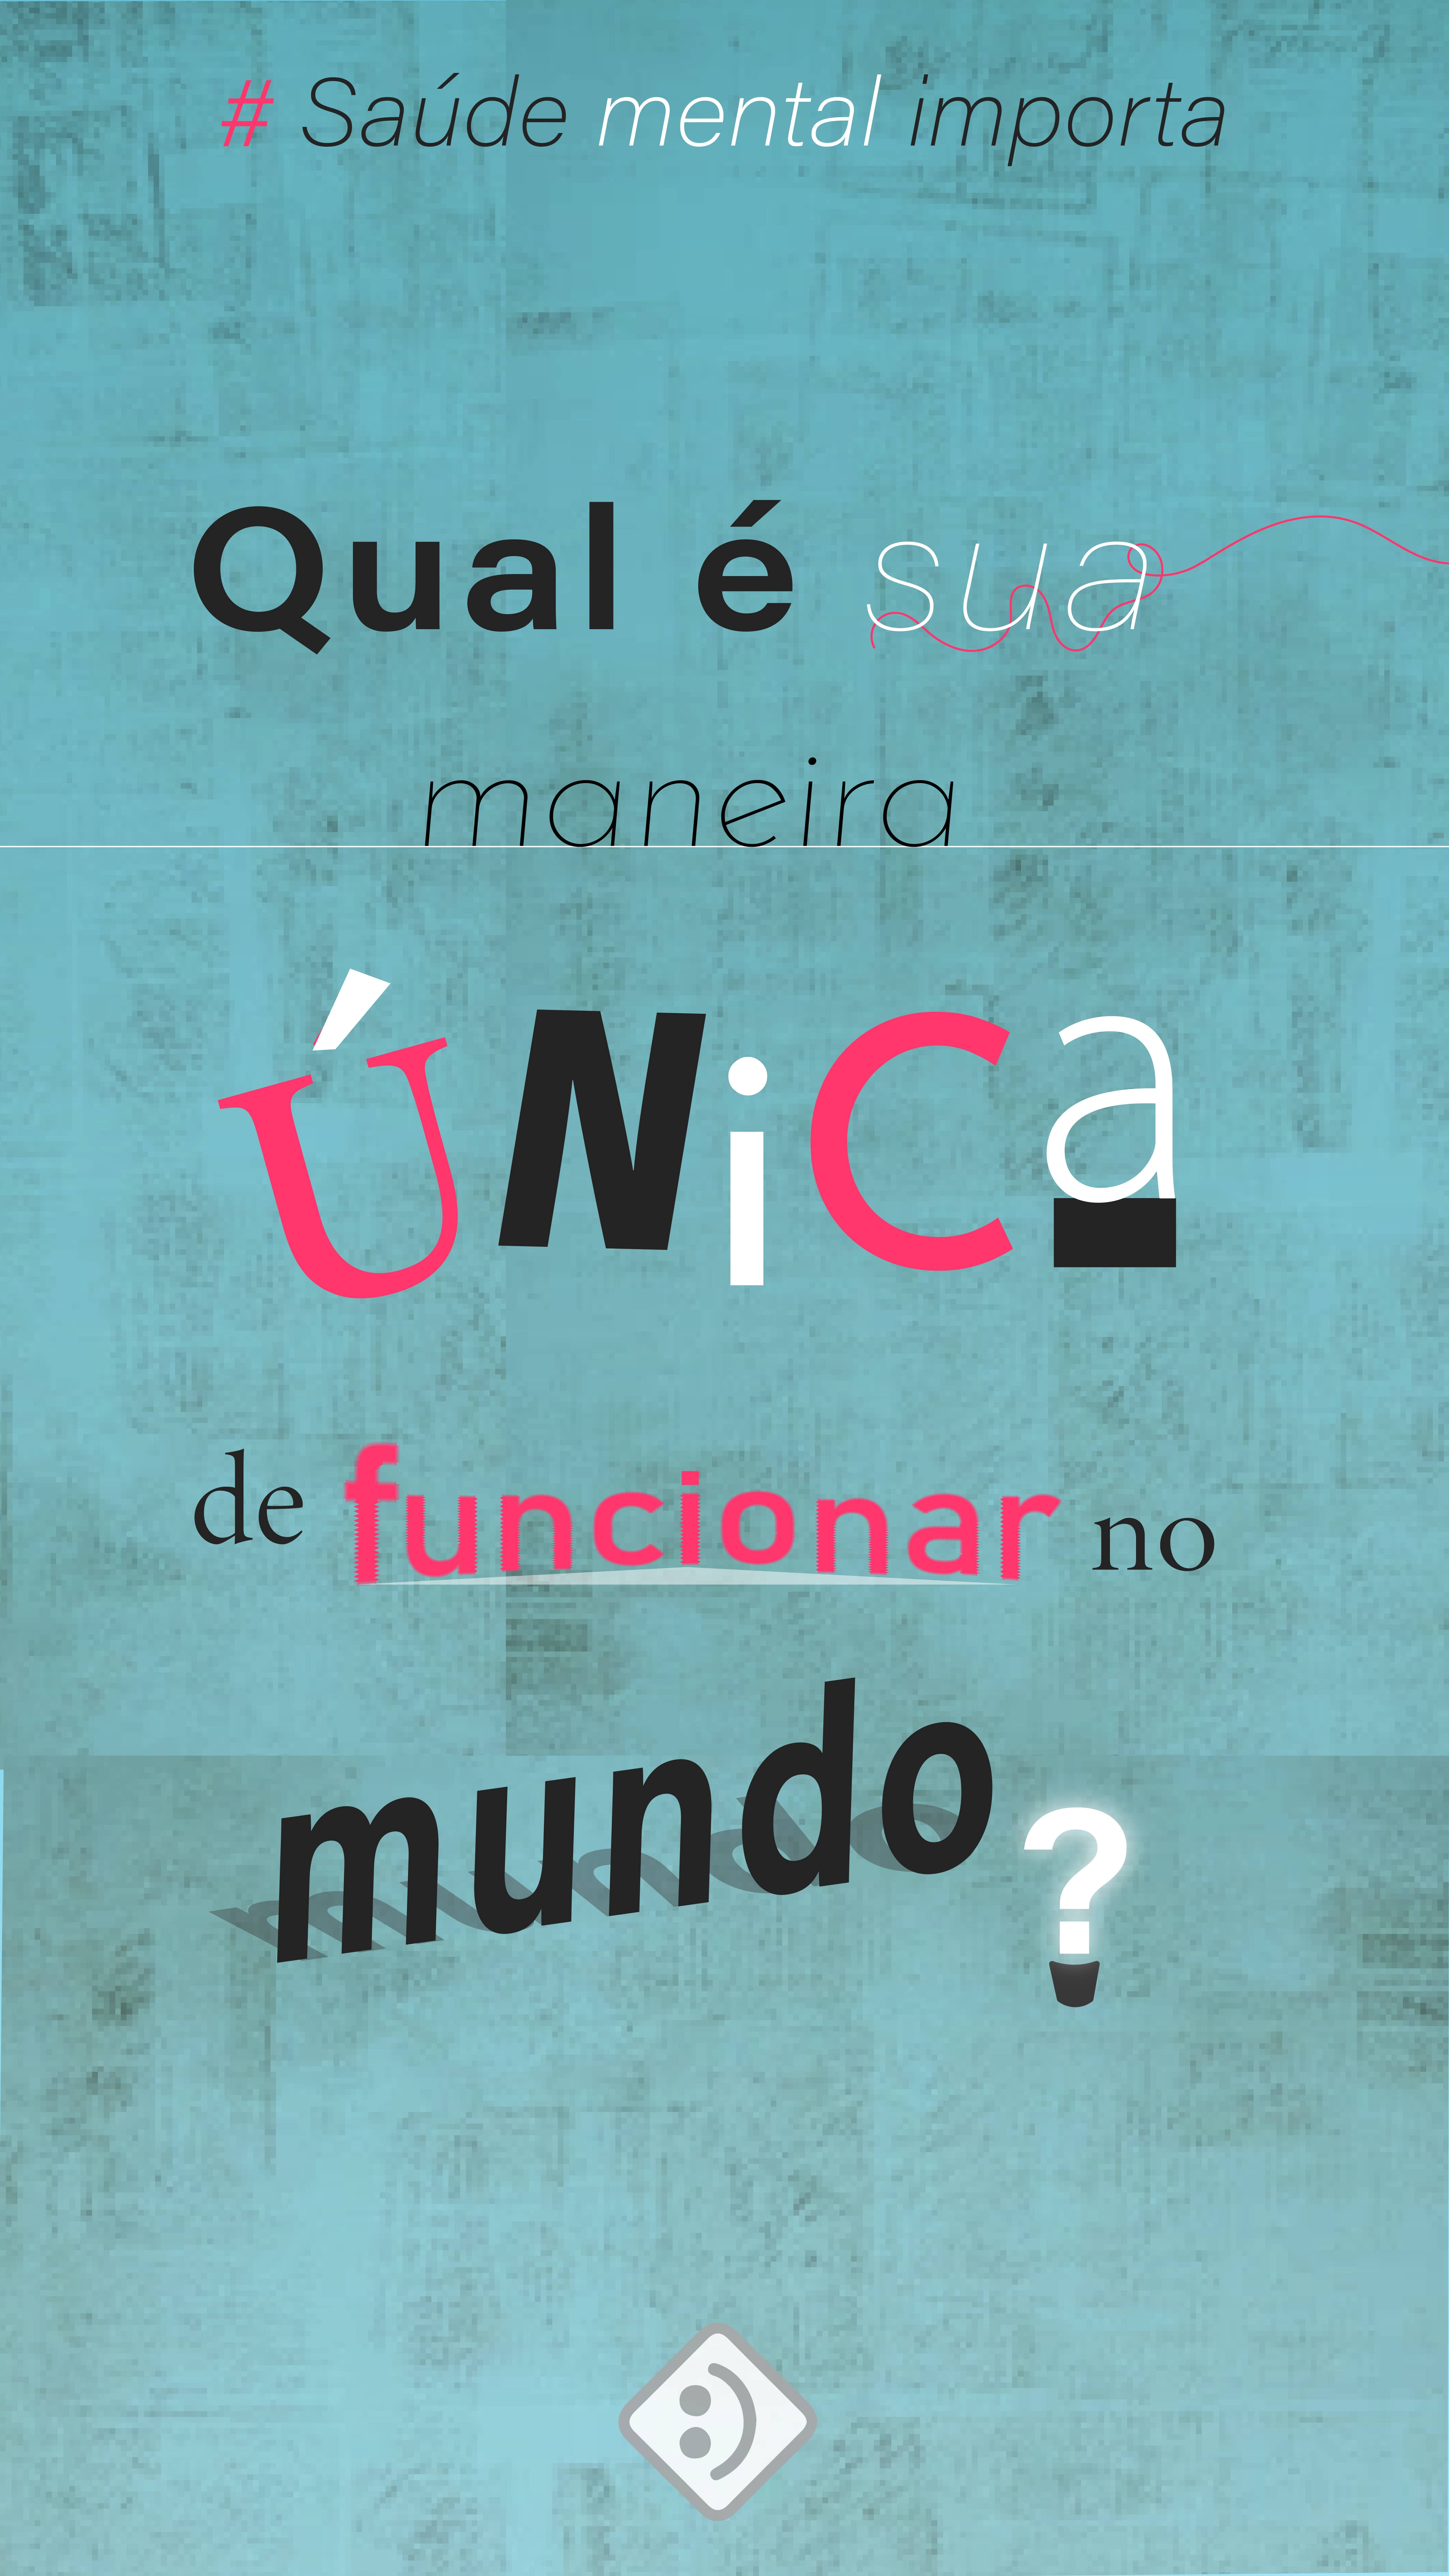 # Saúde mental importa
Qual é sua
maneira
ÚNiCa
de funcionar no
mundo?